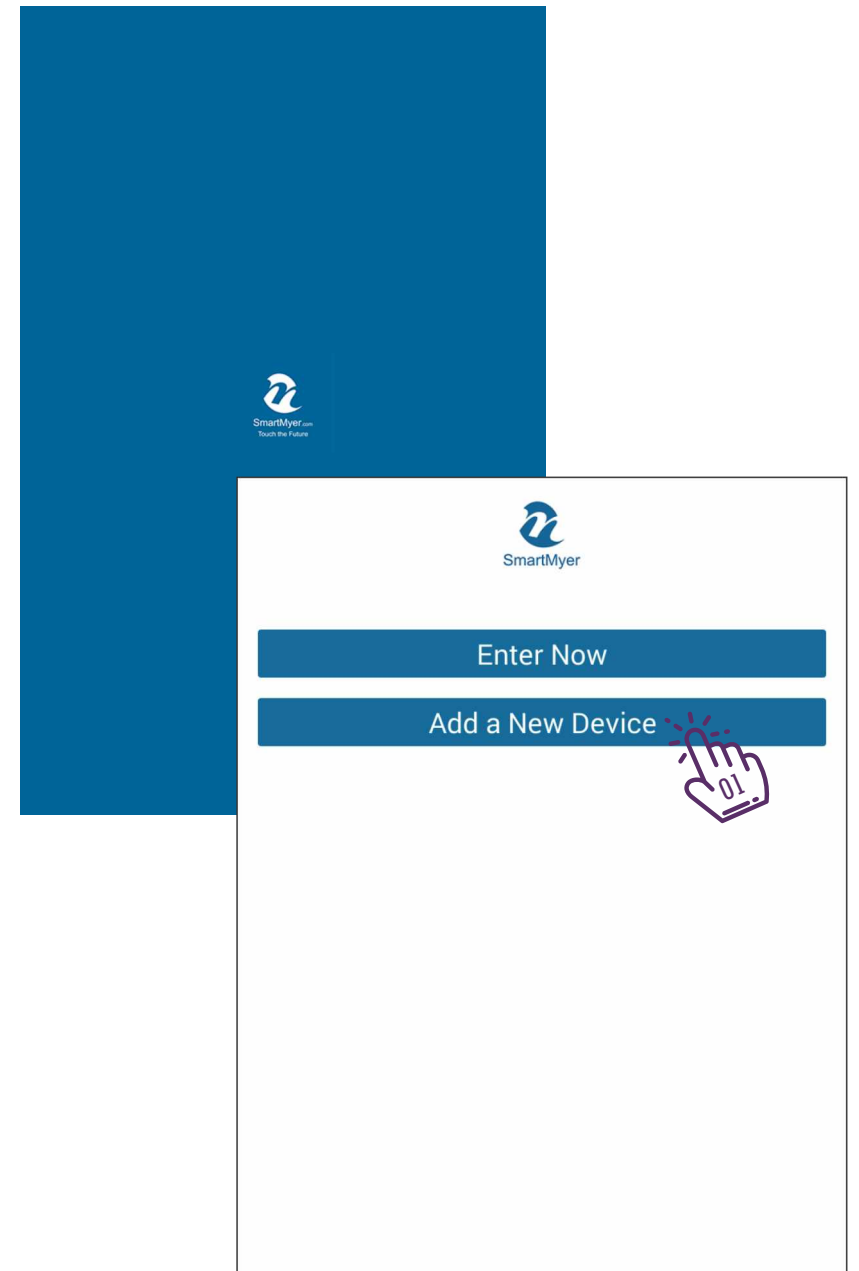 SmartMyer.com
Touch the Future
SmartMyer
Enter Now
Add a New Device
01